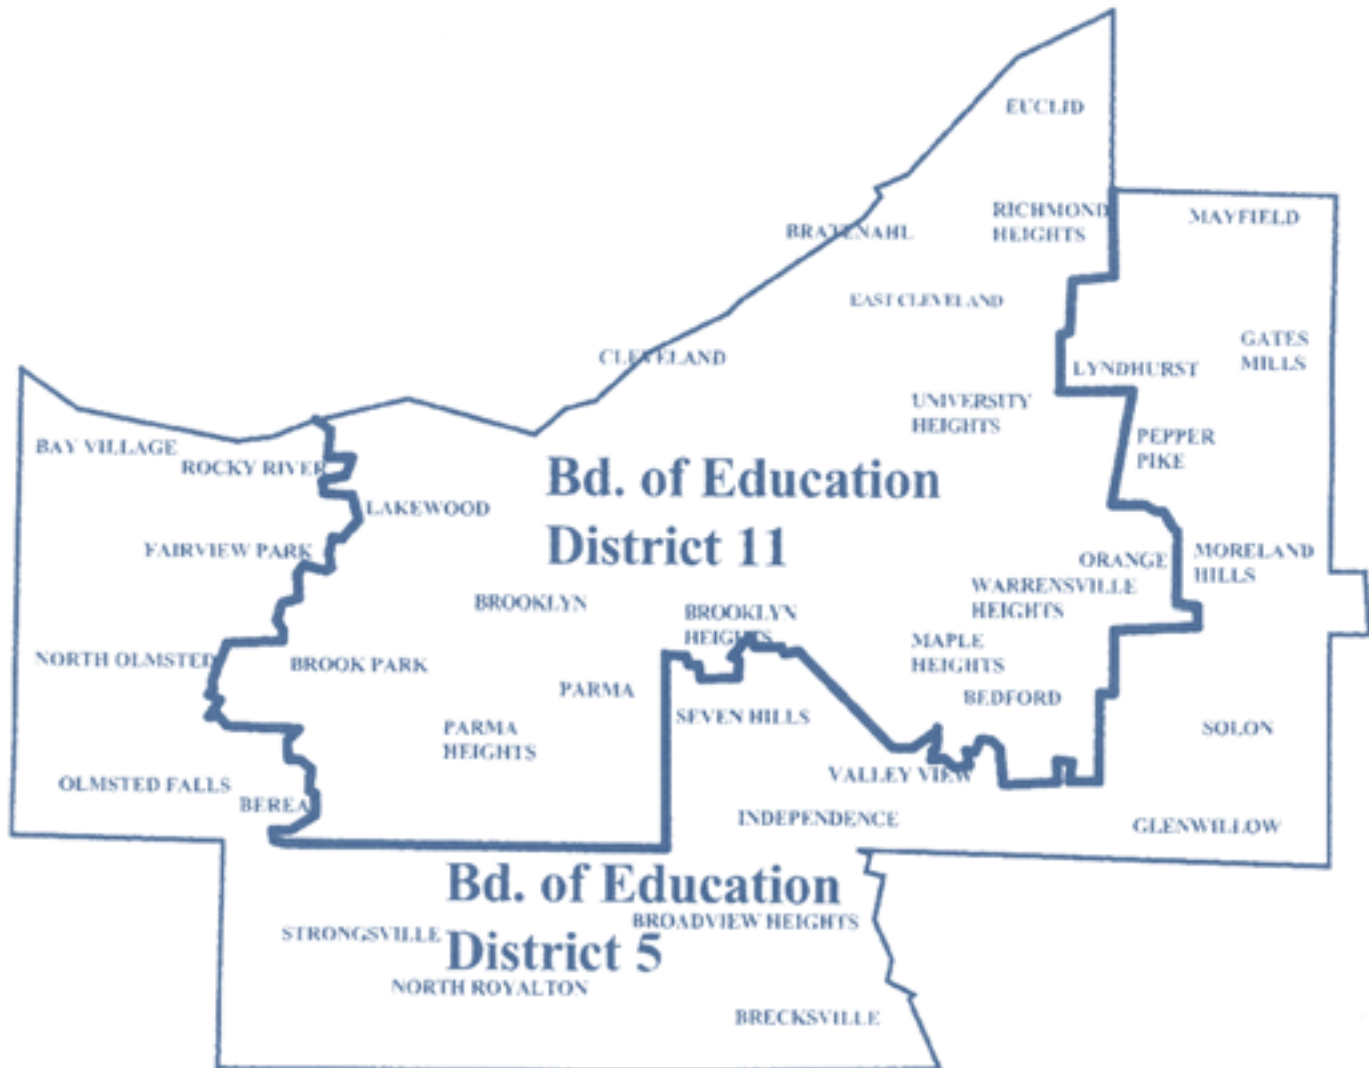 EUCLID
RICHMOND
HEIGHTS
MAYFIELD
BRATENAHL
EAST CLEVELAND
CLEVELAND
GATES
MILLS
LYNDHURST
UNIVERSITY
HEIGHTS
PEPPER
PIKE
BAY VILLAGE
ROCKY RIVER
LAKEWOOD
Bd. of Education
District 11
FAIRVIEW PARK
ORANGE
MORELAND
HILLS
WARRENSVILLE
HEIGHTS
BROOKLYN
BROOKLYN
HEIGHTS
MAPLE
HEIGHTS
NORTH OLMSTED
BROOK PARK
PARMA
BEDFORD
SEVEN HILLS
PARMA
HEIGHTS
SOLON
VALLEY VIEW
OLMSTED FALLS
BEREA
INDEPENDENCE
GLENWILLOW
Bd. of Education
District 5
BROADVIEW HEIGHTS
STRONGSVILLE
NORTH ROYALTON
BRECKSVILLE